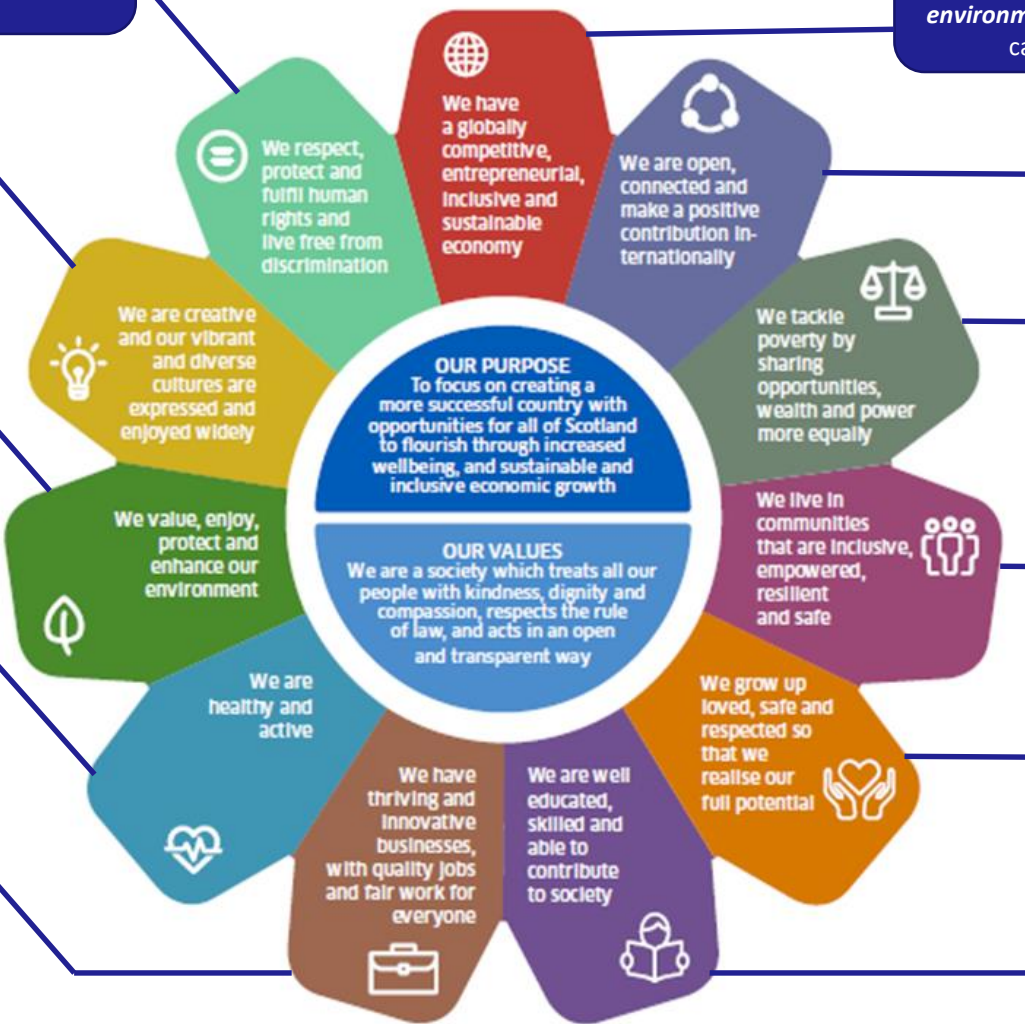 environm
ca
We have
a globally
competitive,
entrepreneurial,
inclusive and
sustainable
economy
We are open,
connected and
make a positive
contribution in-
ternationally
We tackle
poverty by
sharing
opportunities,
wealth and power
more equally
We live in
communities
that are inclusive,
empowered,
resilient
and safe
We grow up
loved, safe and
respected so
that we
realise our
full potential
We are well
educated,
skilled and
able to
contribute
to society
We have
thriving and
innovative
businesses,
with quality jobs
and fair work for
everyone
We are
healthy and
active
We value, enjoy,
protect and
enhance our
environment
We are creative
and our vibrant
and diverse
cultures are
expressed and
enjoyed widely
We respect,
protect and
fulfil human
rights and
live free from
discrimination
OUR PURPOSE
To focus on creating a
more successful country with
opportunities for all of Scotland
to flourish through increased
wellbeing, and sustainable and
inclusive economic growth
OUR VALUES
We are a society which treats all our
people with kindness, dignity and
compassion, respects the rule
of law, and acts in an open
and transparent way